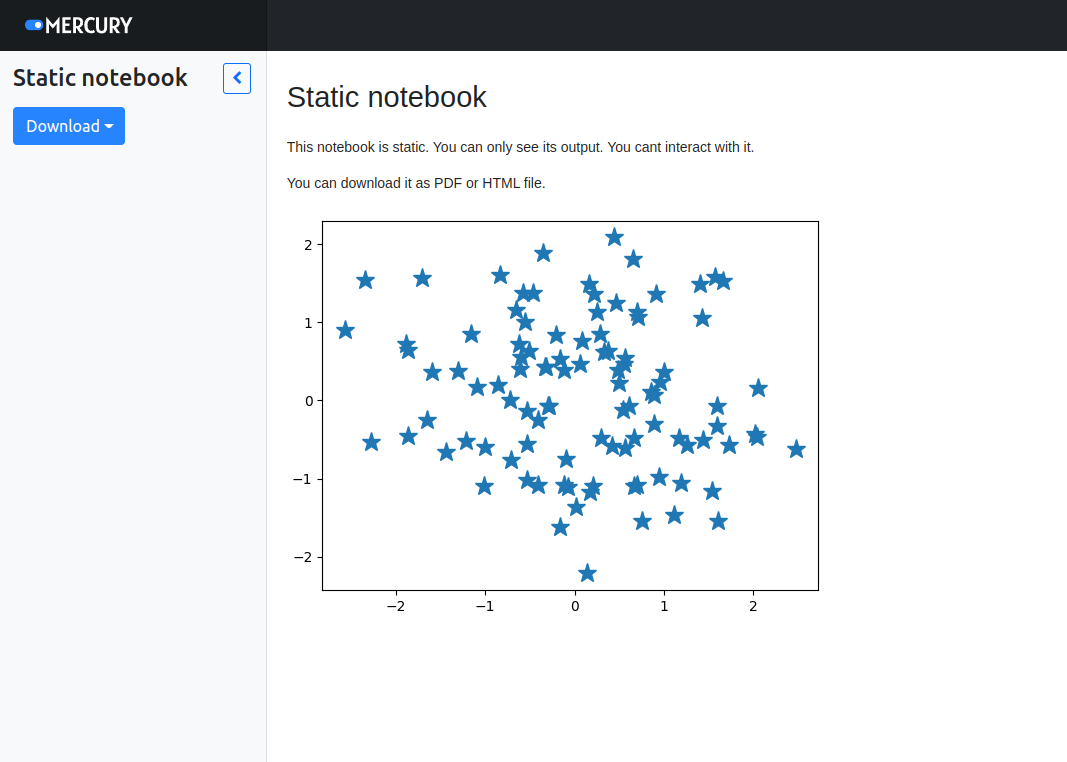 MERCURY
Static notebook
Download
Static notebook
This notebook is static. You can only see its output. You cant interact with it.
You can download it as PDF or HTML file.
2
1
0
−1
−2
−2 −1 0 1 2